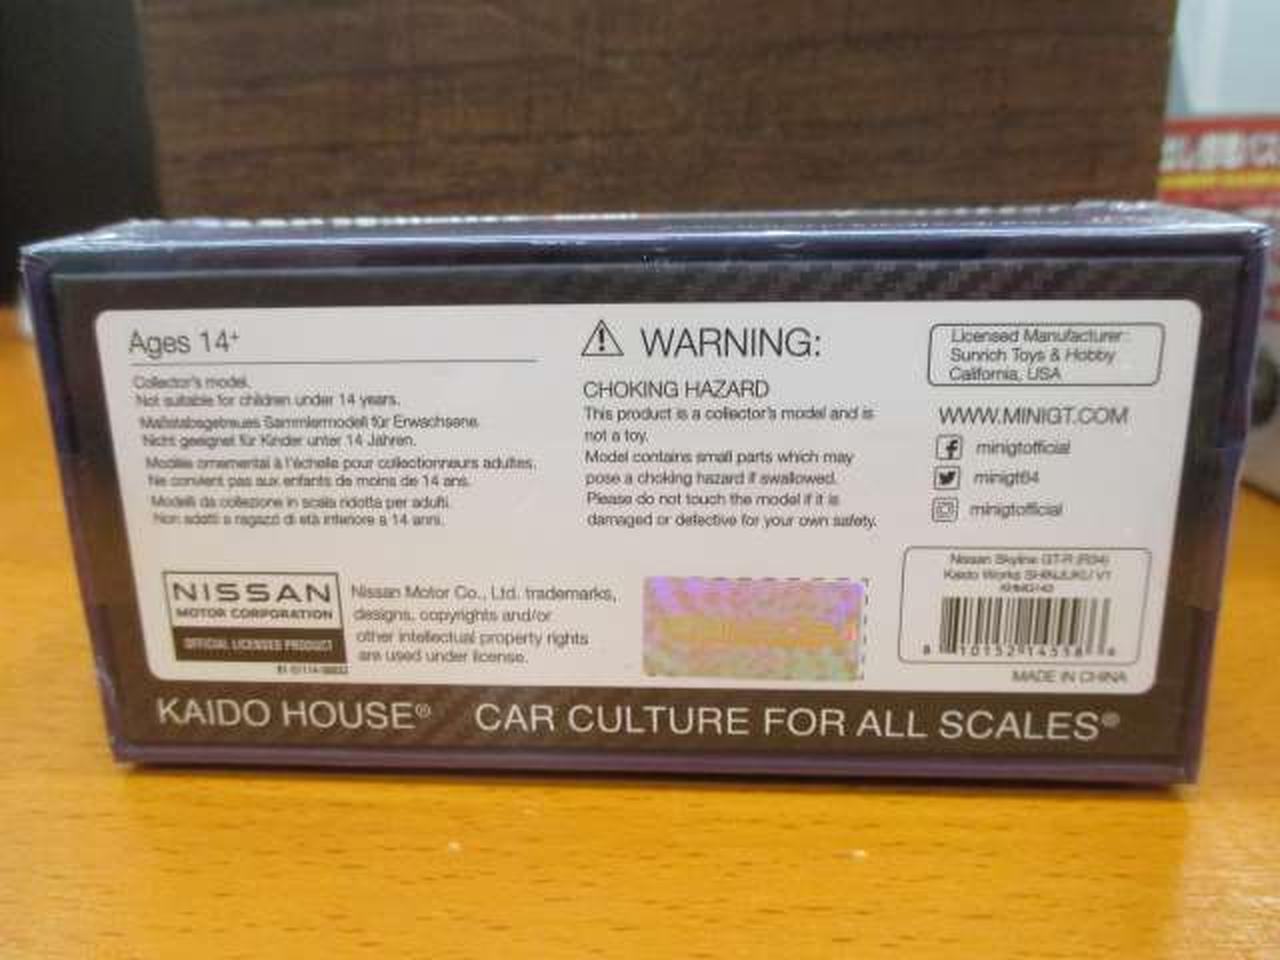 Ages 14+
Collector's model.
Not suitable for children under 14 years.
Maßstabsgetreues Sammlermodell für Erwachsene.
Nicht geeignet für Kinder unter 14 Jahren.
Modèle ornemental à l'échelle pour collectionneurs adultes.
Ne convient pas aux enfants de moins de 14 ans.
Modelli da collezione in scala ridotta per adulti.
Non adatti a ragazzi di età inferiore a 14 anni.
WARNING:
CHOKING HAZARD
This product is a collector's model and is
not a toy.
Model contains small parts which may
pose a choking hazard if swallowed.
Please do not touch the model if it is
damaged or defective for your own safety.
Licensed Manufacturer:
Sunrich Toys & Hobby
California, USA
WWW.MINIGT.COM
minigtofficial
minigt64
minigtofficial
NISSAN
MOTOR CORPORATION
OFFICIAL LICENSED PRODUCT
Nissan Motor Co., Ltd. trademarks,
designs, copyrights and/or
other intellectual property rights
are used under license.
Nissan Skyline GT-R (R34)
Kaido Works SHINJUKU V1
MADE IN CHINA
KAIDO HOUSE® CAR CULTURE FOR ALL SCALES®